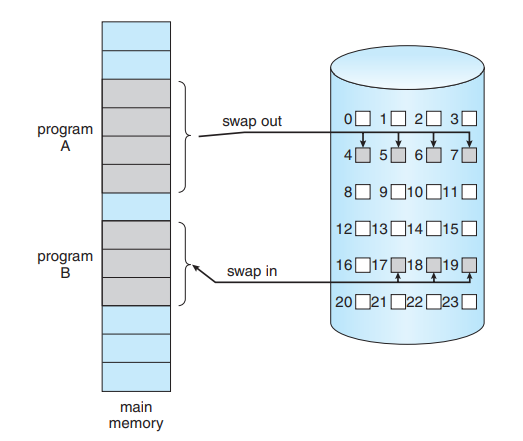 swap out
program
A
program
B
swap in
main
memory
0 1 2 3
4 5 6 7
8 9 10 11
12 13 14 15
16 17 18 19
20 21 22 23